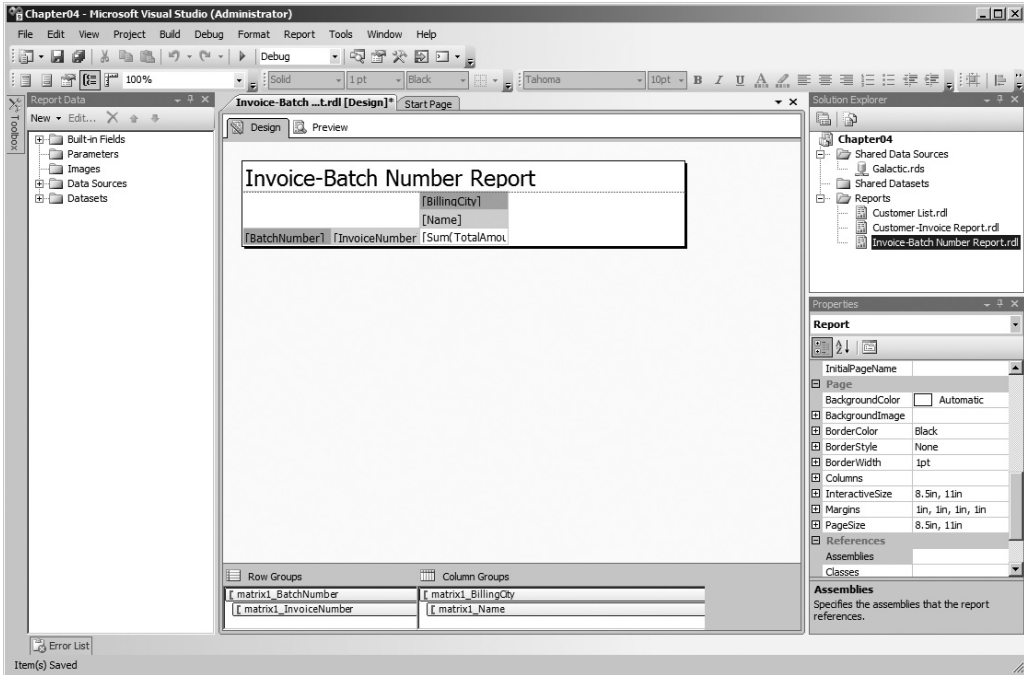 Chapter04 - Microsoft Visual Studio (Administrator)
File Edit View Project Build Debug Format Report Tools Window Help
Debug
100% Solid 1 pt Black Tahoma 10pt B I U A
Toolbox
Report Data
New Edit...
Built-in Fields
Parameters
Images
Data Sources
Datasets
Invoice-Batch ...t.rdl [Design]* Start Page
Design Preview
Invoice-Batch Number Report
[BillingCity]
[Name]
[BatchNumber] [InvoiceNumber [Sum(TotalAmou
Row Groups Column Groups
[ matrix1_BatchNumber [ matrix1_BillingCity
[ matrix1_InvoiceNumber [ matrix1_Name
Solution Explorer
Chapter04
Shared Data Sources
Galactic.rds
Shared Datasets
Reports
Customer List.rdl
Customer-Invoice Report.rdl
Invoice-Batch Number Report.rdl
Properties
Report
InitialPageName
Page
BackgroundColor Automatic
BackgroundImage
BorderColor Black
BorderStyle None
BorderWidth 1pt
Columns
InteractiveSize 8.5in, 11in
Margins 1in, 1in, 1in, 1in
PageSize 8.5in, 11in
References
Assemblies
Classes
Assemblies
Specifies the assemblies that the report
references.
Error List
Item(s) Saved